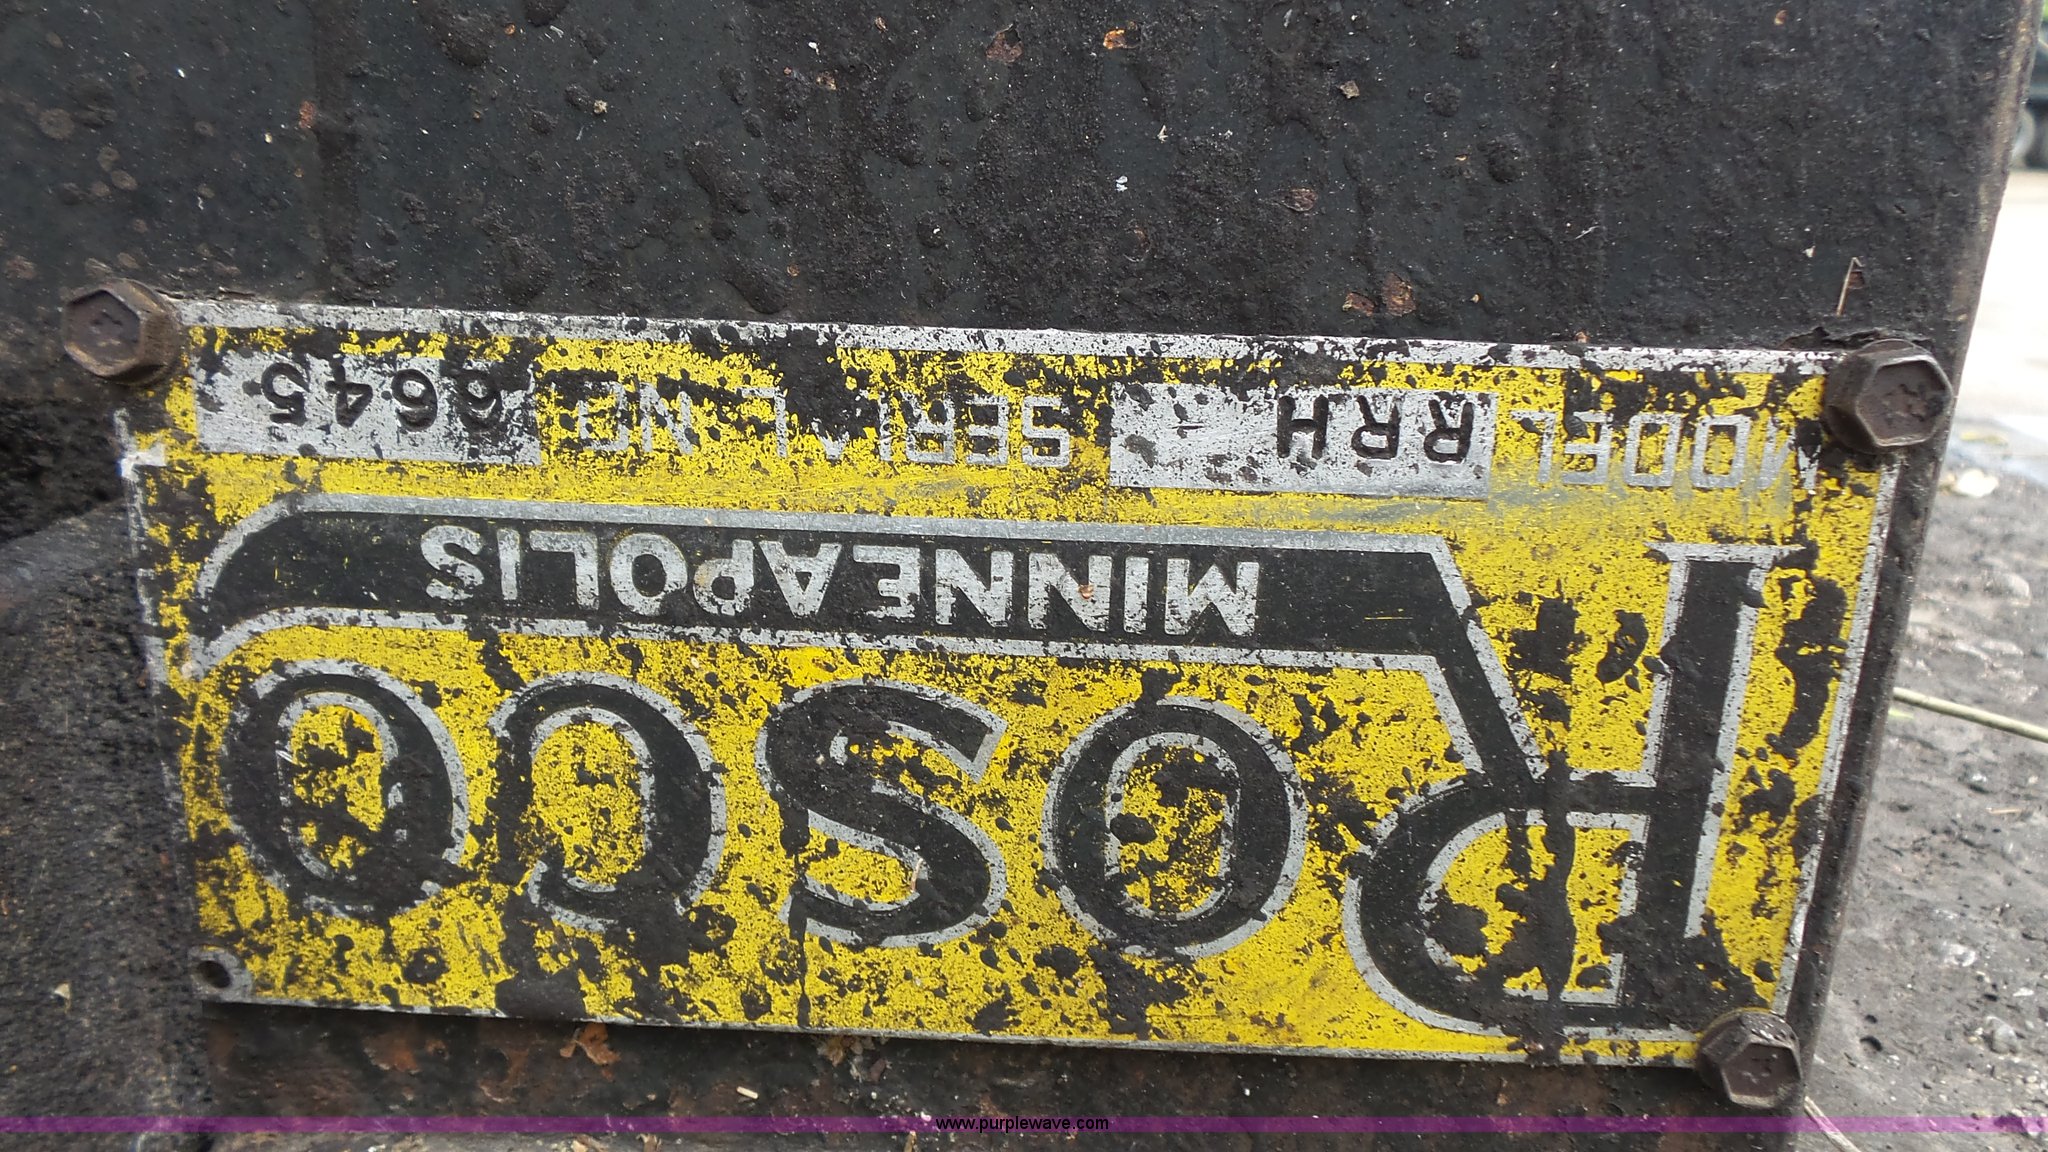 ROSCO
MINNEAPOLIS
MODEL RRH SERIAL NO. 6645
www.purplewave.com